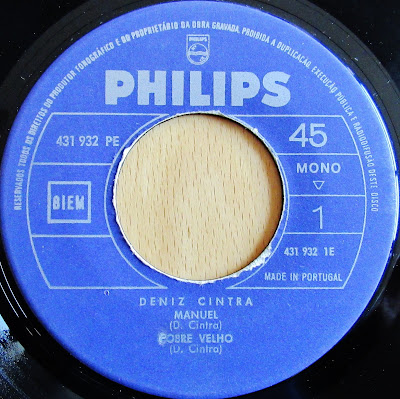 RESERVADOS TODOS OS DIREITOS DO PRODUTOR FONOGRÁFICO E DO PROPRIETÁRIO DA OBRA GRAVADA. PROIBIDA A DUPLICAÇÃO, EXECUÇÃO PÚBLICA E RADIODIFUSÃO DESTE DISCO
PHILIPS
PHILIPS
431 932 PE
45
MONO
BIEM
1
431 932 1E
MADE IN PORTUGAL
DENIZ CINTRA
MANUEL
(D. Cintra)
POBRE VELHO
(D. Cintra)